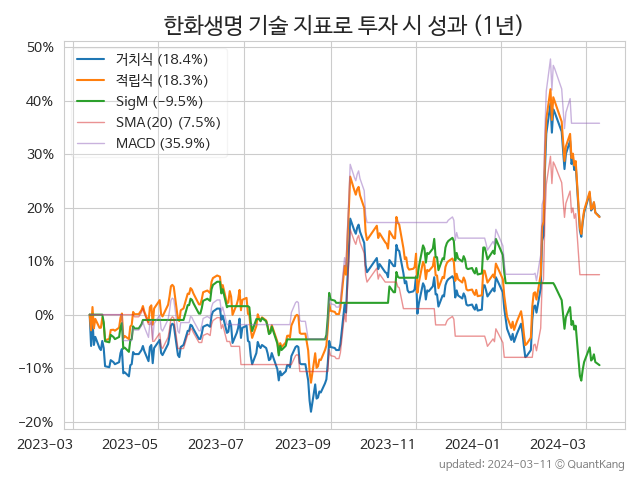 한화생명 기술 지표로 투자 시 성과 (1년)
50%
40%
30%
20%
10%
0%
−10%
−20%
거치식 (18.4%)
적립식 (18.3%)
SigM (−9.5%)
SMA(20) (7.5%)
MACD (35.9%)
2023-03
2023-05
2023-07
2023-09
2023-11
2024-01
2024-03
updated: 2024-03-11 © QuantKang